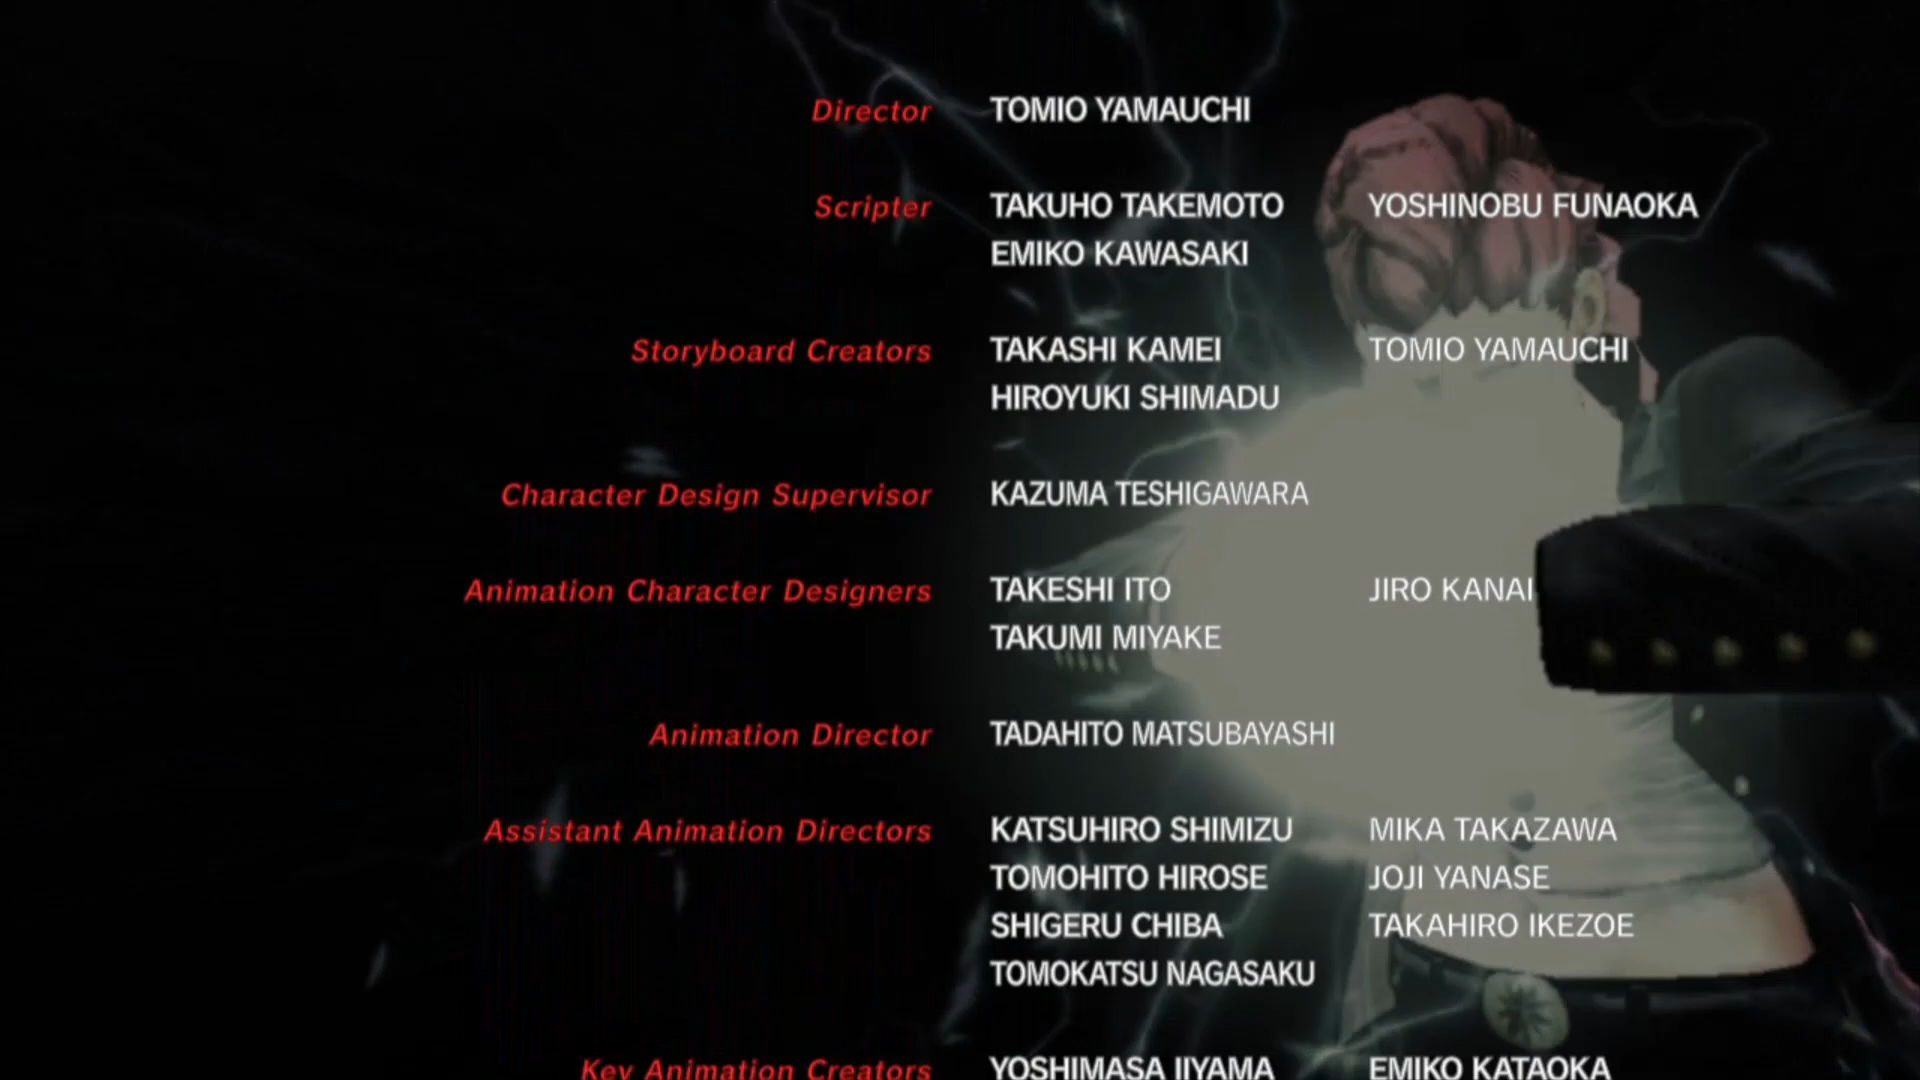 Director TOMIO YAMAUCHI
Scripter TAKUHO TAKEMOTO YOSHINOBU FUNAOKA
EMIKO KAWASAKI
Storyboard Creators TAKASHI KAMEI TOMIO YAMAUCHI
HIROYUKI SHIMADU
Character Design Supervisor KAZUMA TESHIGAWARA
Animation Character Designers TAKESHI ITO JIRO KANAI
TAKUMI MIYAKE
Animation Director TADAHITO MATSUBAYASHI
Assistant Animation Directors KATSUHIRO SHIMIZU MIKA TAKAZAWA
TOMOHITO HIROSE JOJI YANASE
SHIGERU CHIBA TAKAHIRO IKEZOE
TOMOKATSU NAGASAKU
Key Animation Creators YOSHIMASA IIYAMA EMIKO KATAOKA